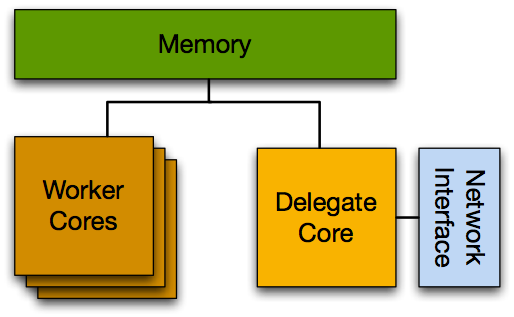 Memory
Worker
Cores
Delegate
Core
Network
Interface